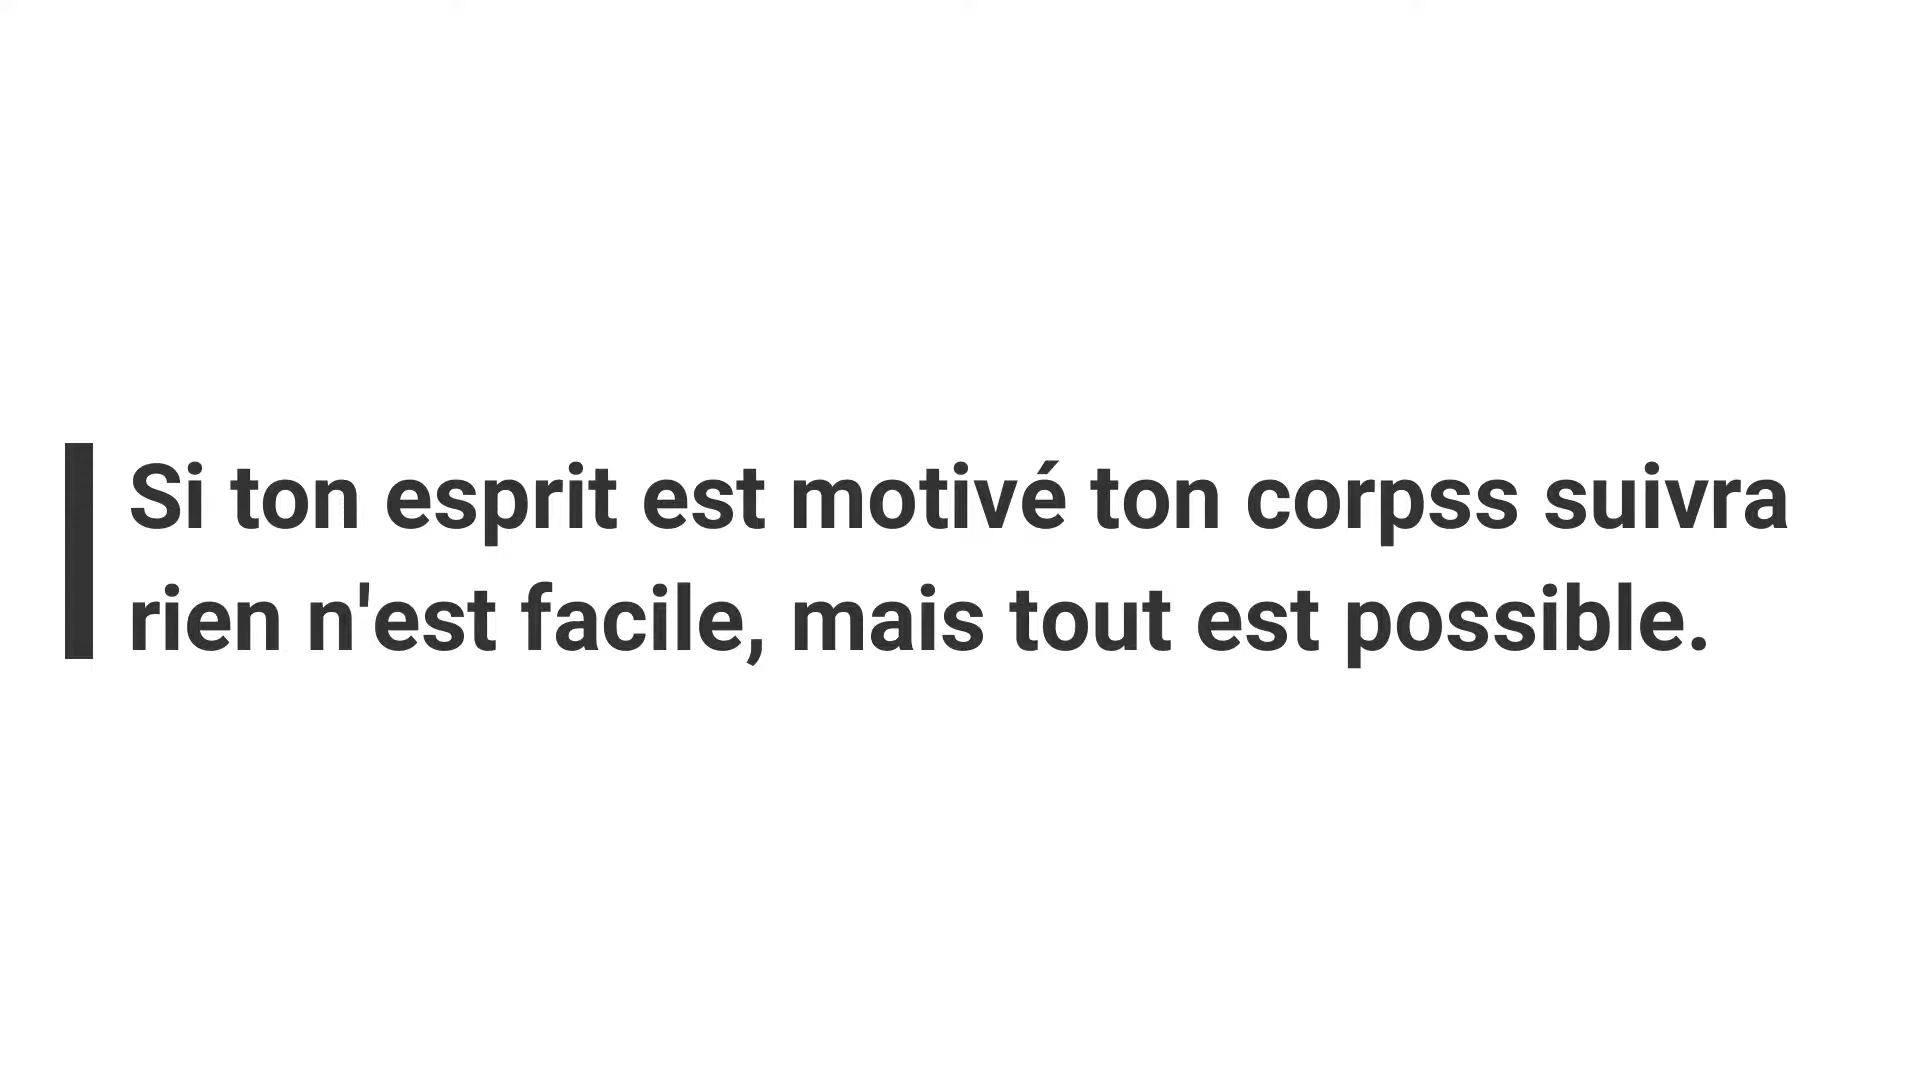 Si ton esprit est motivé ton corpss suivra
rien n'est facile, mais tout est possible.